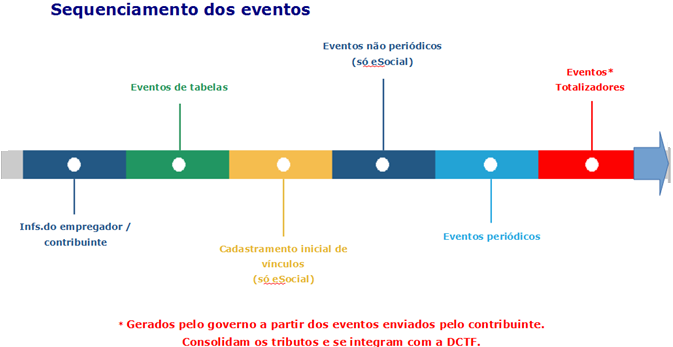 Sequenciamento dos eventos
Eventos não periódicos
(só eSocial)
Eventos*
Totalizadores
Eventos de tabelas
Infs.do empregador /
contribuinte
Cadastramento inicial de
vínculos
(só eSocial)
Eventos periódicos
* Gerados pelo governo a partir dos eventos enviados pelo contribuinte.
Consolidam os tributos e se integram com a DCTF.